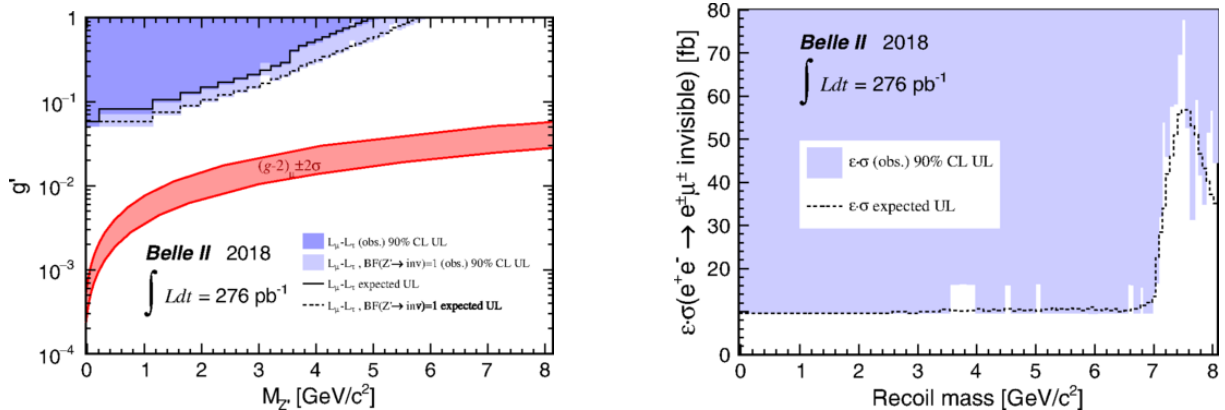 1
10⁻¹
10⁻²
10⁻³
10⁻⁴
g'
(g-2)μ±2σ
Belle II 2018
∫ Ldt = 276 pb⁻¹
Lμ-Lτ (obs.) 90% CL UL
Lμ-Lτ , BF(Z'→ inv)=1 (obs.) 90% CL UL
Lμ-Lτ expected UL
Lμ-Lτ , BF(Z'→ inv)=1 expected UL
0 1 2 3 4 5 6 7 8
M_Z' [GeV/c²]
80
70
60
50
40
30
20
10
0
ε·σ(e⁺e⁻ → e±μ± invisible) [fb]
Belle II 2018
∫ Ldt = 276 pb⁻¹
ε·σ (obs.) 90% CL UL
ε·σ expected UL
0 1 2 3 4 5 6 7 8
Recoil mass [GeV/c²]